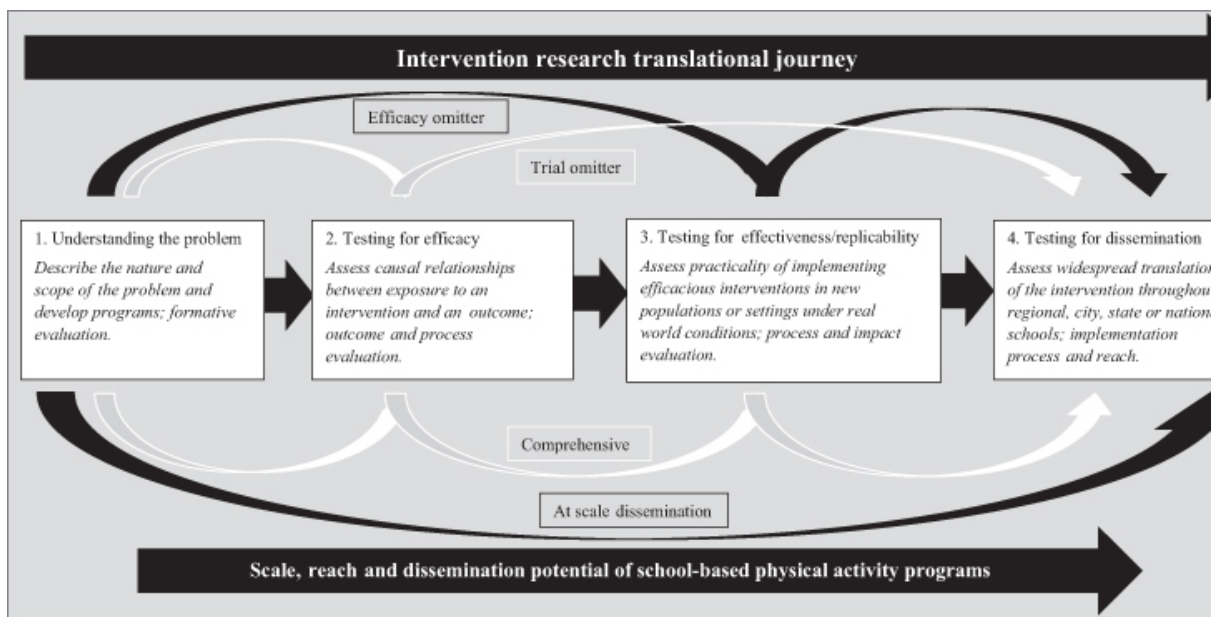 Intervention research translational journey
Efficacy omitter
Trial omitter
1. Understanding the problem
Describe the nature and
scope of the problem and
develop programs; formative
evaluation.
2. Testing for efficacy
Assess causal relationships
between exposure to an
intervention and an outcome;
outcome and process
evaluation.
3. Testing for effectiveness/replicability
Assess practicality of implementing
efficacious interventions in new
populations or settings under real
world conditions; process and impact
evaluation.
4. Testing for dissemination
Assess widespread translation
of the intervention throughou
regional, city, state or nation
schools; implementation
process and reach.
Comprehensive
At scale dissemination
Scale, reach and dissemination potential of school-based physical activity programs